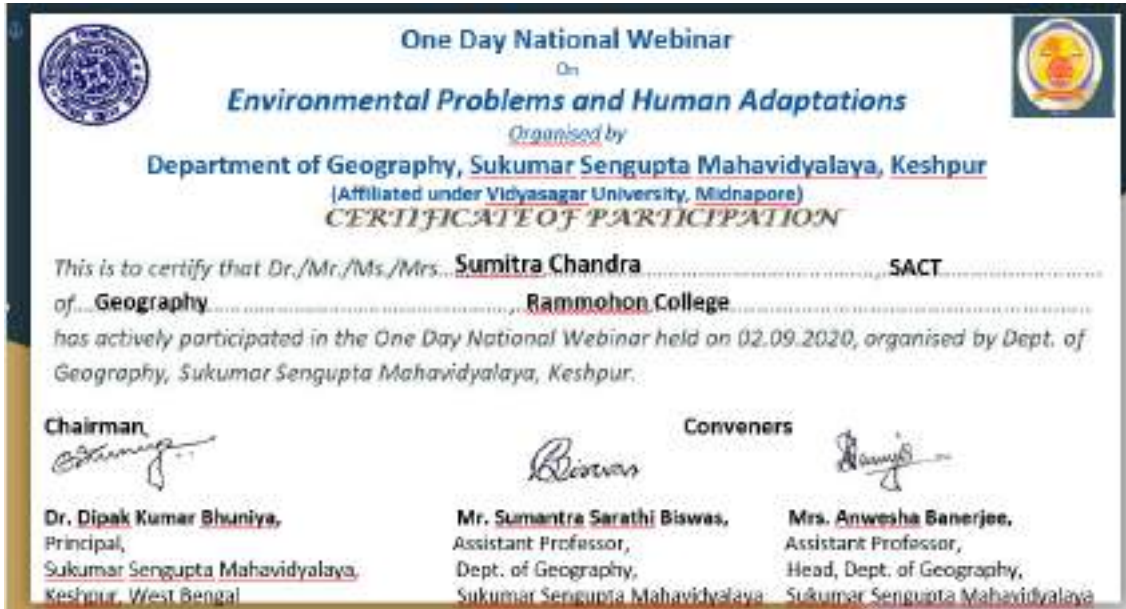 One Day National Webinar
On
Environmental Problems and Human Adaptations
Organised by
Department of Geography, Sukumar Sengupta Mahavidyalaya, Keshpur
(Affiliated under Vidyasagar University, Midnapore)
CERTIFICATE OF PARTICIPATION
This is to certify that Dr./Mr./Ms./Mrs. Sumitra Chandra, SACT
of Geography, Rammohon College
has actively participated in the One Day National Webinar held on 02.09.2020, organised by Dept. of
Geography, Sukumar Sengupta Mahavidyalaya, Keshpur.
Chairman Conveners
Biswas
Dr. Dipak Kumar Bhuniya, Mr. Sumantra Sarathi Biswas, Mrs. Anwesha Banerjee,
Principal, Assistant Professor, Assistant Professor,
Sukumar Sengupta Mahavidyalaya, Dept. of Geography, Head, Dept. of Geography,
Keshpur, West Bengal Sukumar Sengupta Mahavidyalaya Sukumar Sengupta Mahavidyalaya